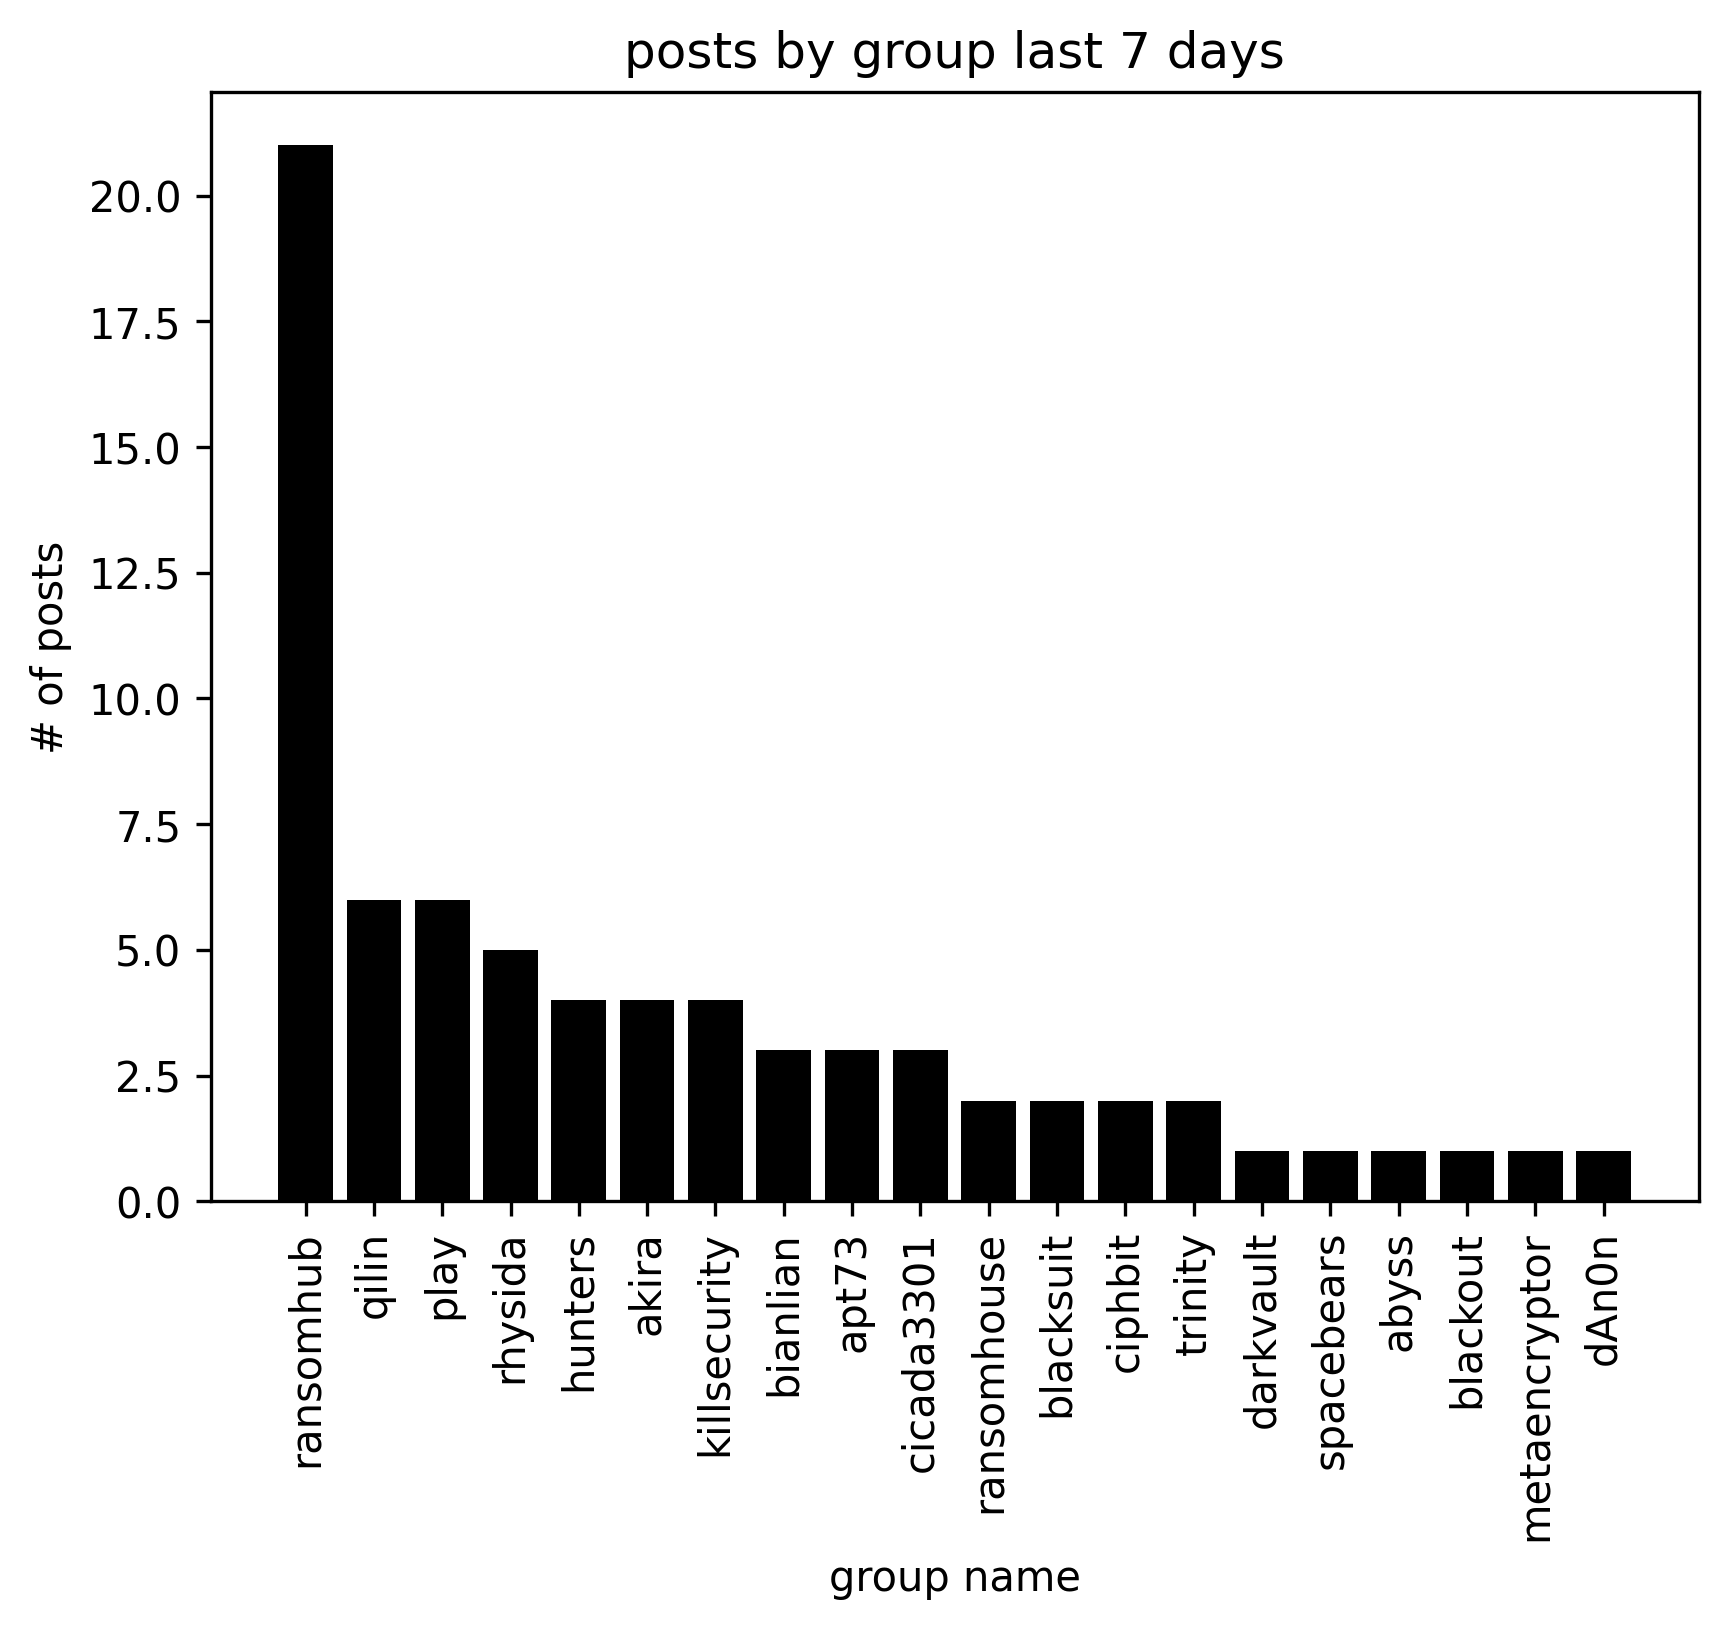 posts by group last 7 days
# of posts
20.0
17.5
15.0
12.5
10.0
7.5
5.0
2.5
0.0
ransomhub
qilin
play
rhysida
hunters
akira
killsecurity
bianlian
apt73
cicada3301
ransomhouse
blacksuit
ciphbit
trinity
darkvault
spacebears
abyss
blackout
metaencryptor
dAn0n
group name